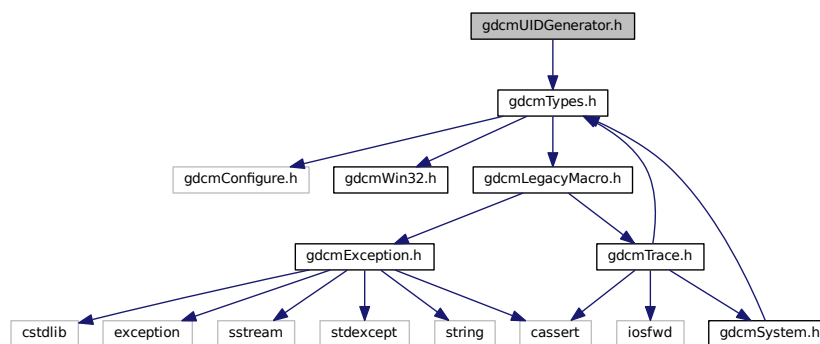 gdcmUIDGenerator.h
gdcmTypes.h
gdcmConfigure.h
gdcmWin32.h
gdcmLegacyMacro.h
gdcmException.h
gdcmTrace.h
cstdlib
exception
sstream
stdexcept
string
cassert
iosfwd
gdcmSystem.h